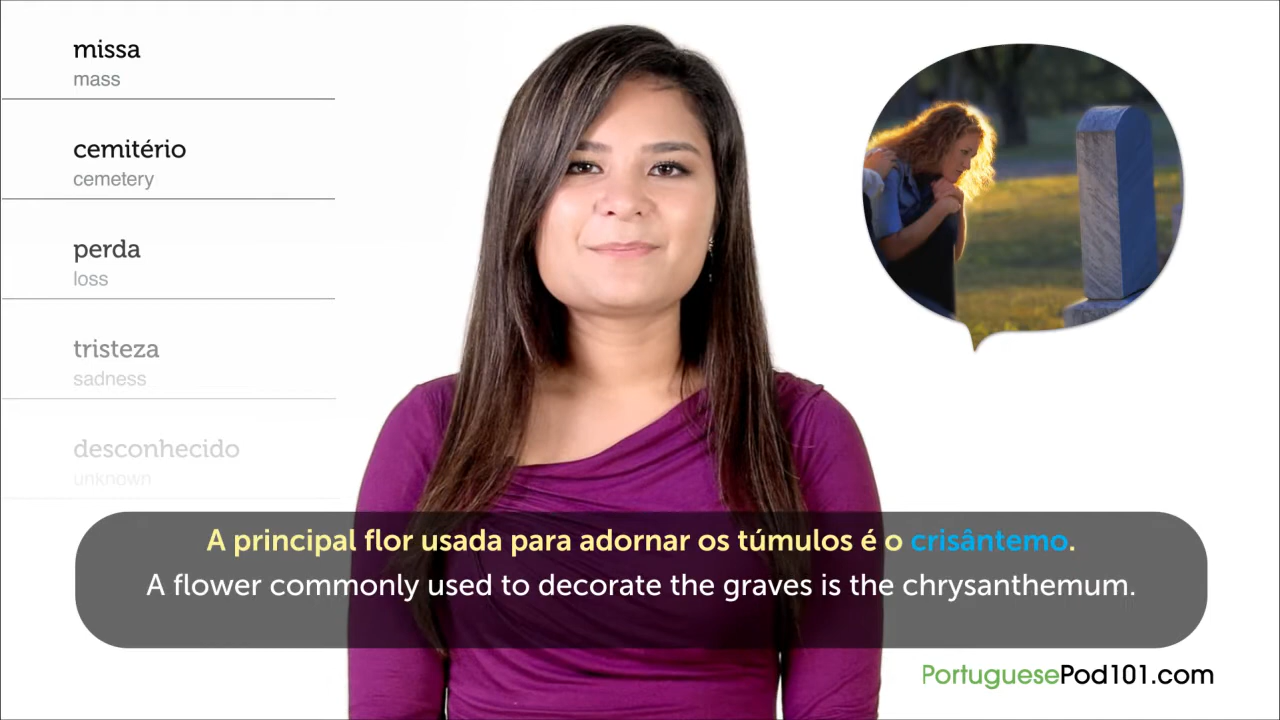 missa
mass
cemitério
cemetery
perda
loss
tristeza
sadness
desconhecido
unknown
A principal flor usada para adornar os túmulos é o crisântemo.
A flower commonly used to decorate the graves is the chrysanthemum.
PortuguesePod101.com